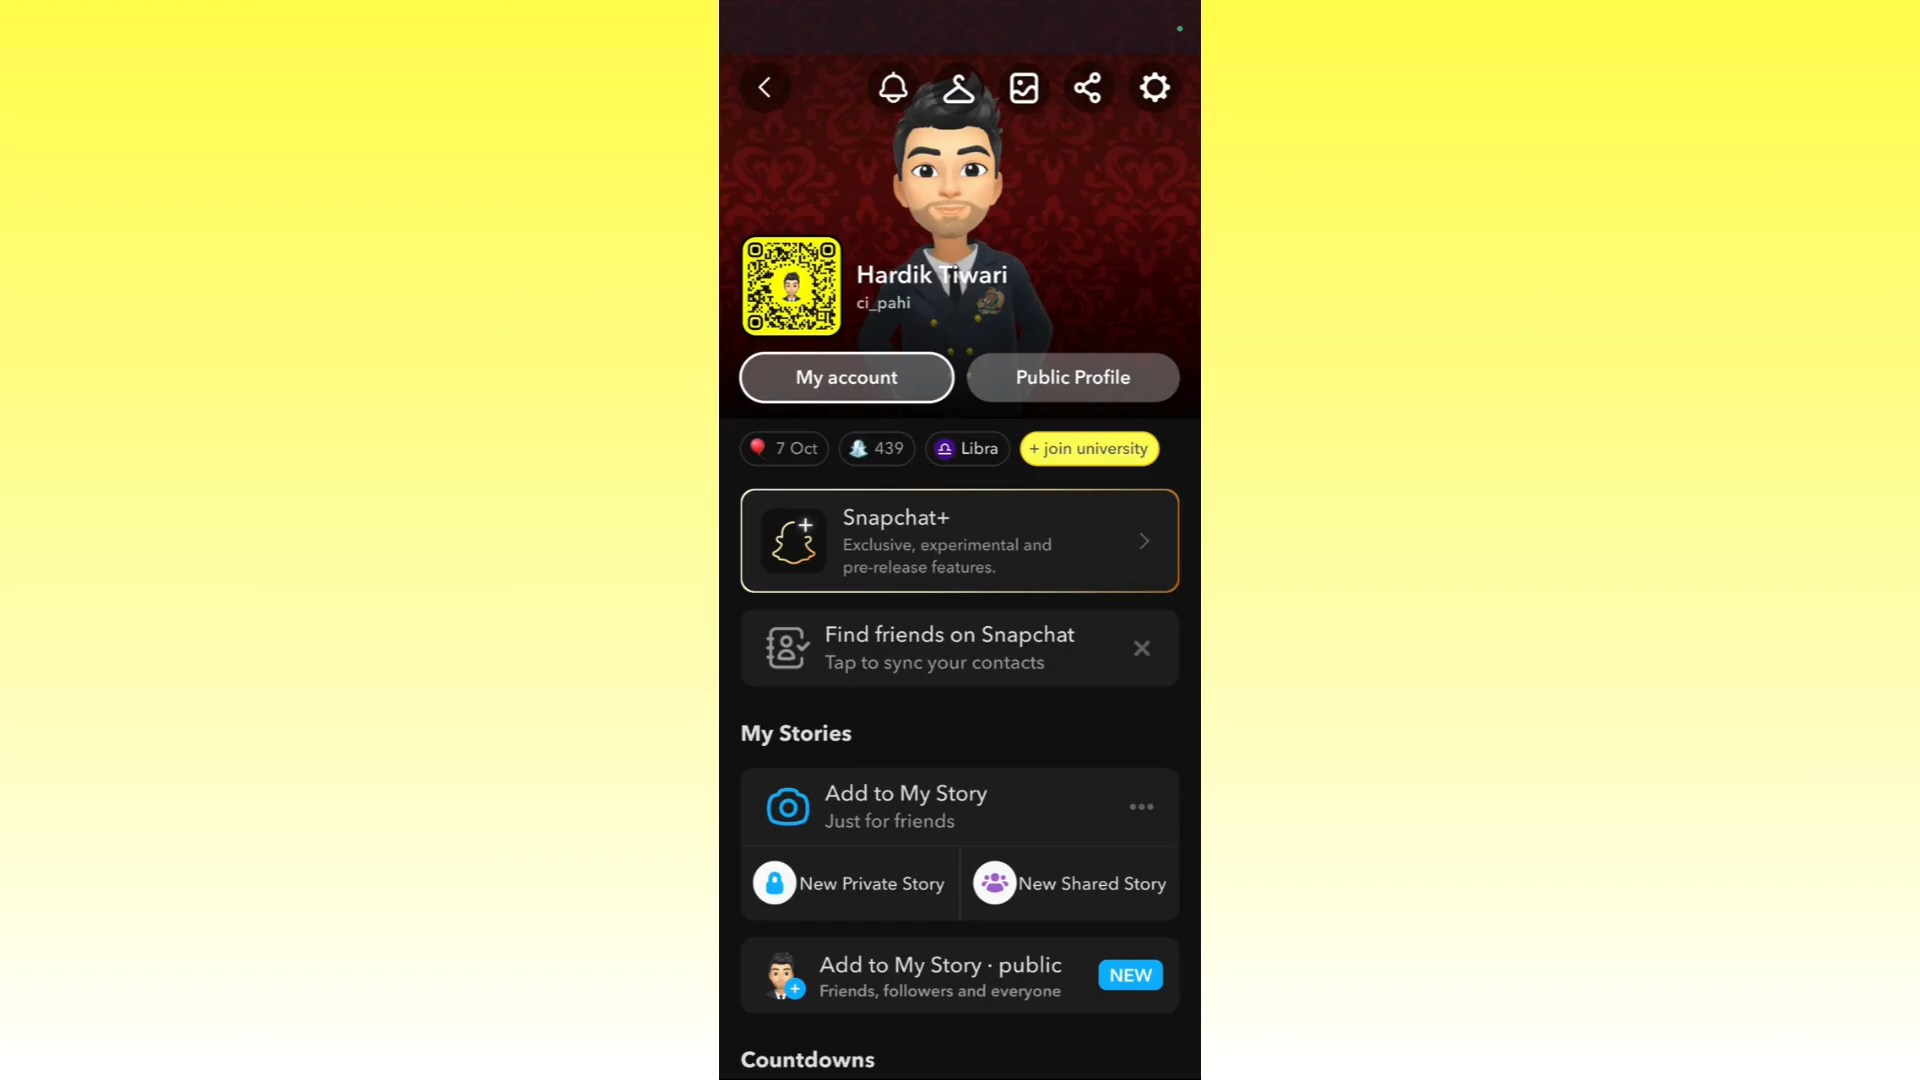 Hardik Tiwari
ci_pahi
My account
Public Profile
7 Oct
439
Libra
+ join university
Snapchat+
Exclusive, experimental and
pre-release features.
Find friends on Snapchat
Tap to sync your contacts
My Stories
Add to My Story
Just for friends
New Private Story
New Shared Story
Add to My Story · public
Friends, followers and everyone
NEW
Countdowns